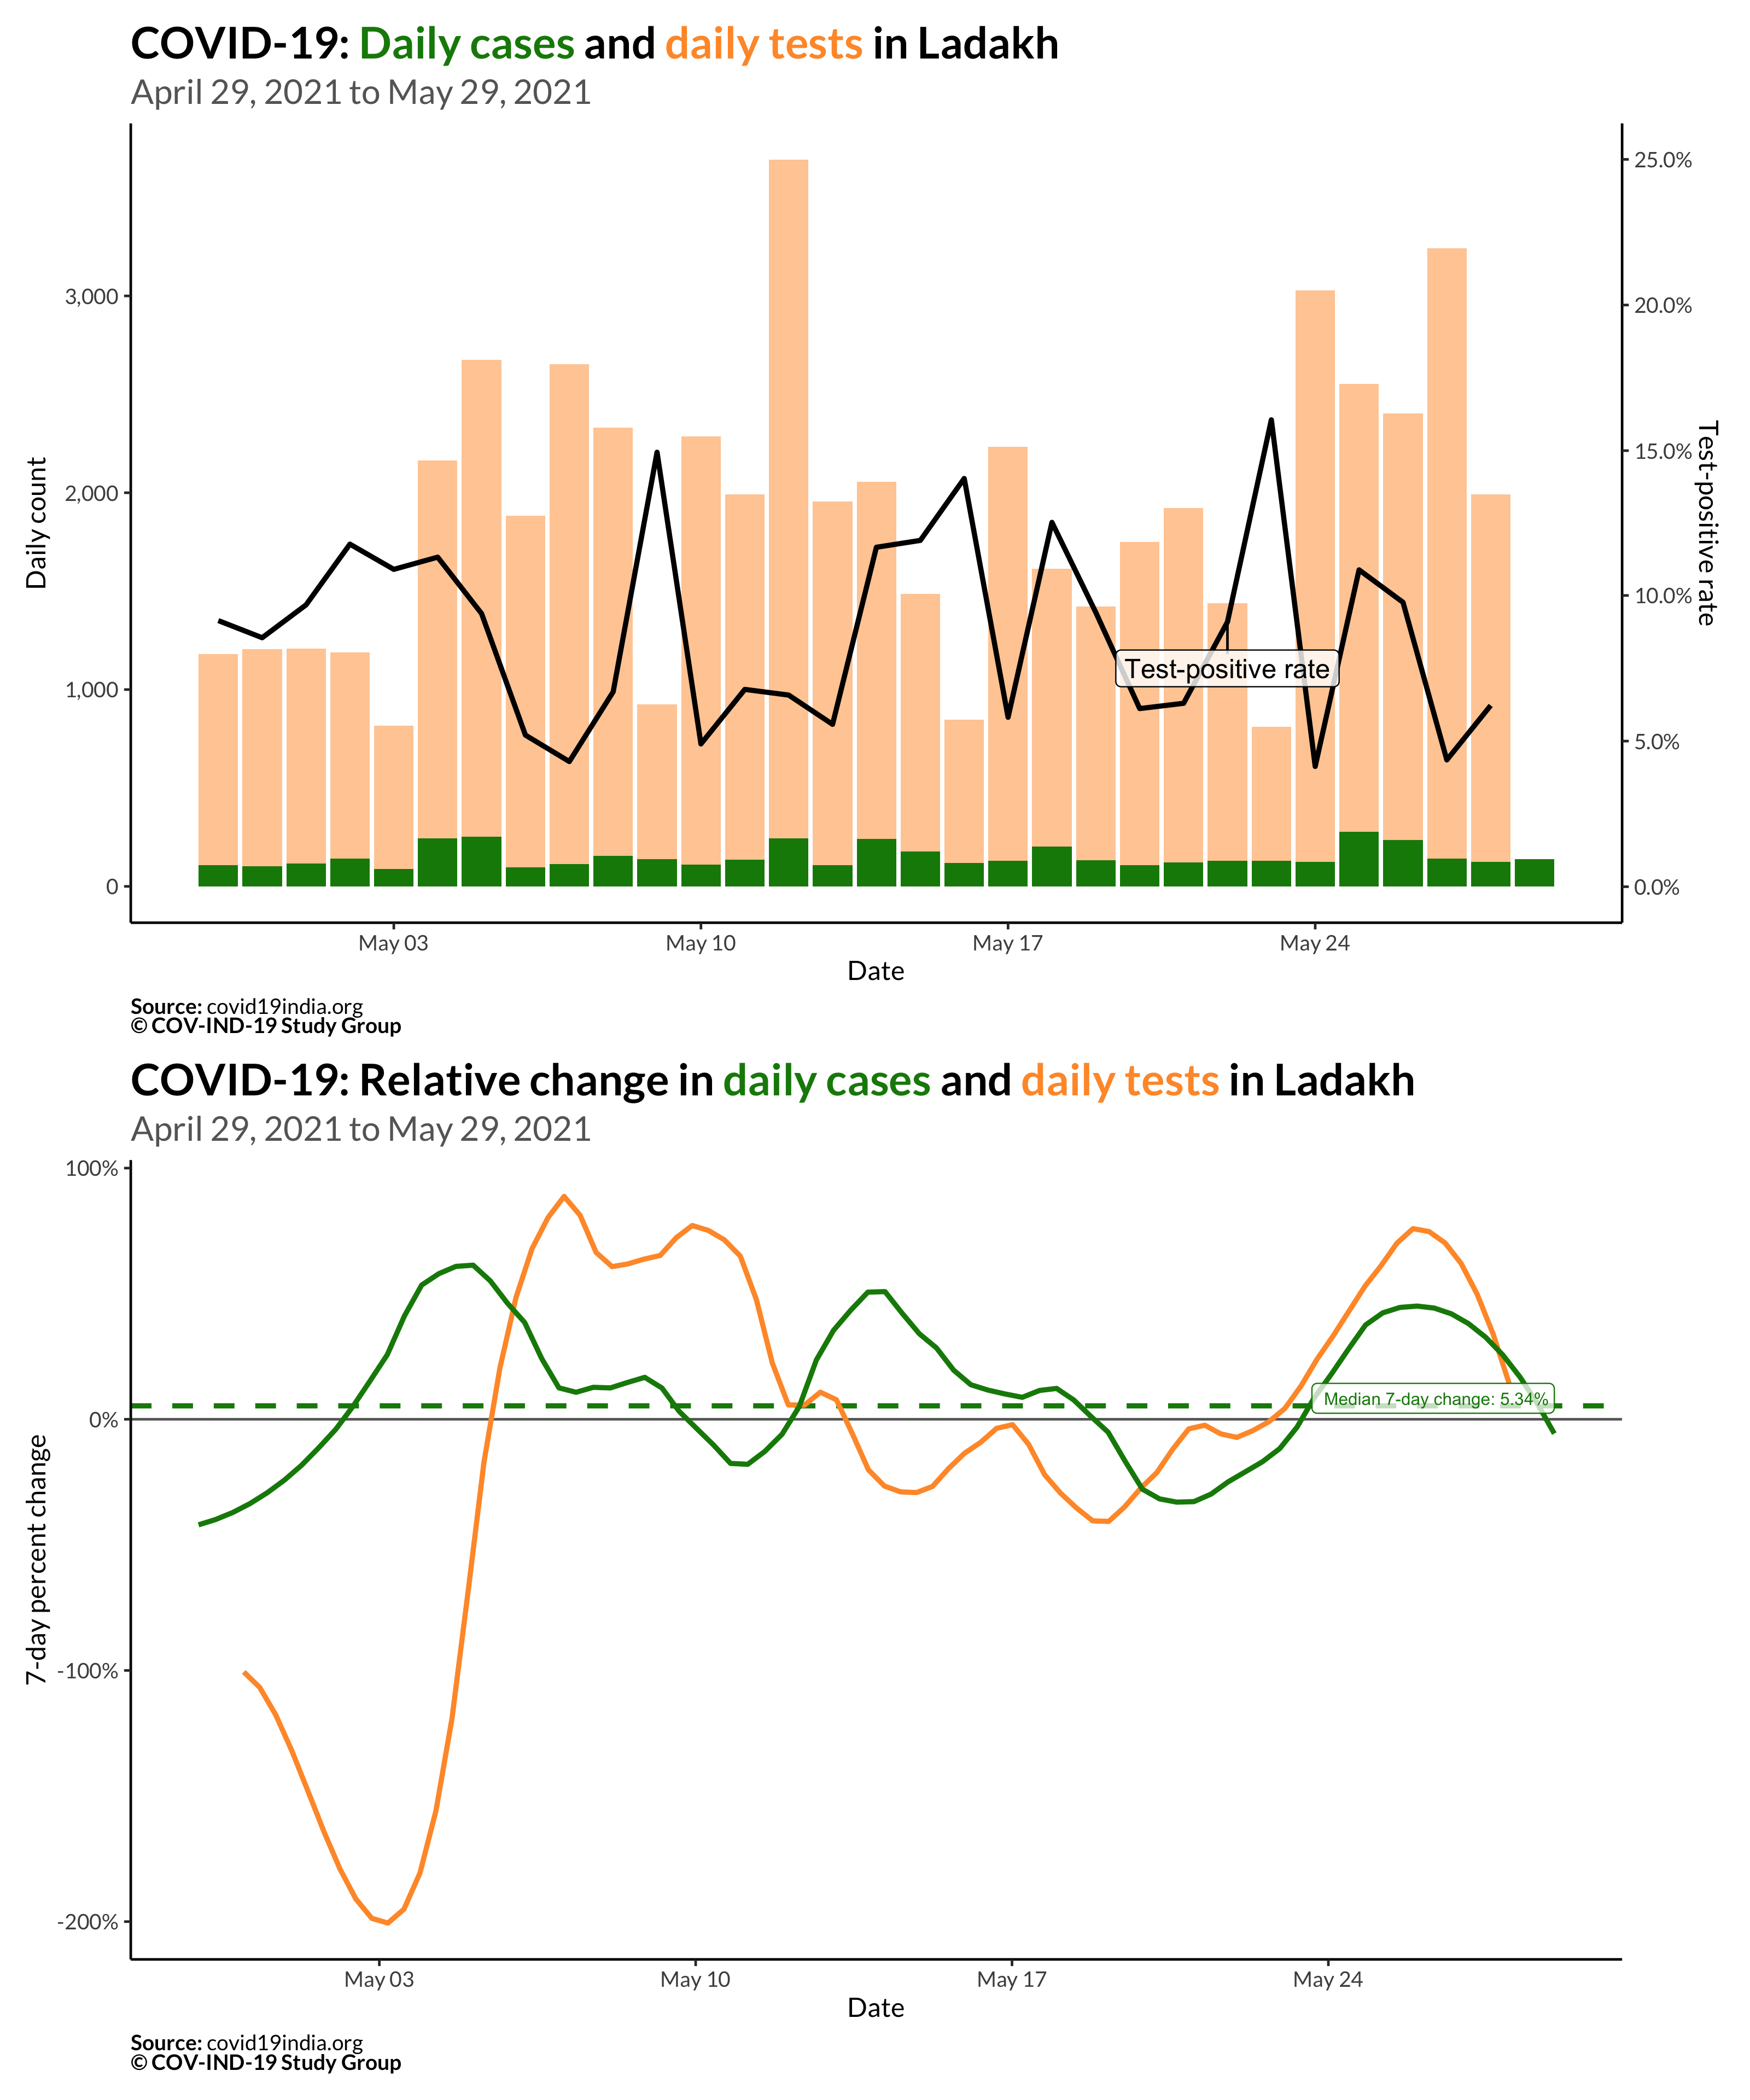 COVID-19: Daily cases and daily tests in Ladakh
April 29, 2021 to May 29, 2021
25.0%
20.0%
15.0%
10.0%
5.0%
0.0%
3,000
2,000
1,000
0
Daily count
Test-positive rate
Test-positive rate
May 03
May 10
May 17
May 24
Date
Source: covid19india.org
© COV-IND-19 Study Group
COVID-19: Relative change in daily cases and daily tests in Ladakh
April 29, 2021 to May 29, 2021
100%
0%
-100%
-200%
7-day percent change
Median 7-day change: 5.34%
May 03
May 10
May 17
May 24
Date
Source: covid19india.org
© COV-IND-19 Study Group